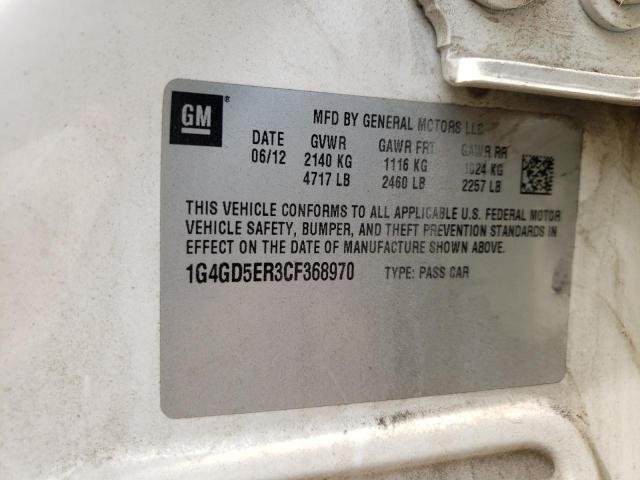 GM®
MFD BY GENERAL MOTORS LLC
DATE GVWR GAWR FRT GAWR RR
06/12 2140 KG 1116 KG 1024 KG
4717 LB 2460 LB 2257 LB
THIS VEHICLE CONFORMS TO ALL APPLICABLE U.S. FEDERAL MOTOR
VEHICLE SAFETY, BUMPER, AND THEFT PREVENTION STANDARDS IN
EFFECT ON THE DATE OF MANUFACTURE SHOWN ABOVE.
1G4GD5ER3CF368970 TYPE: PASS CAR